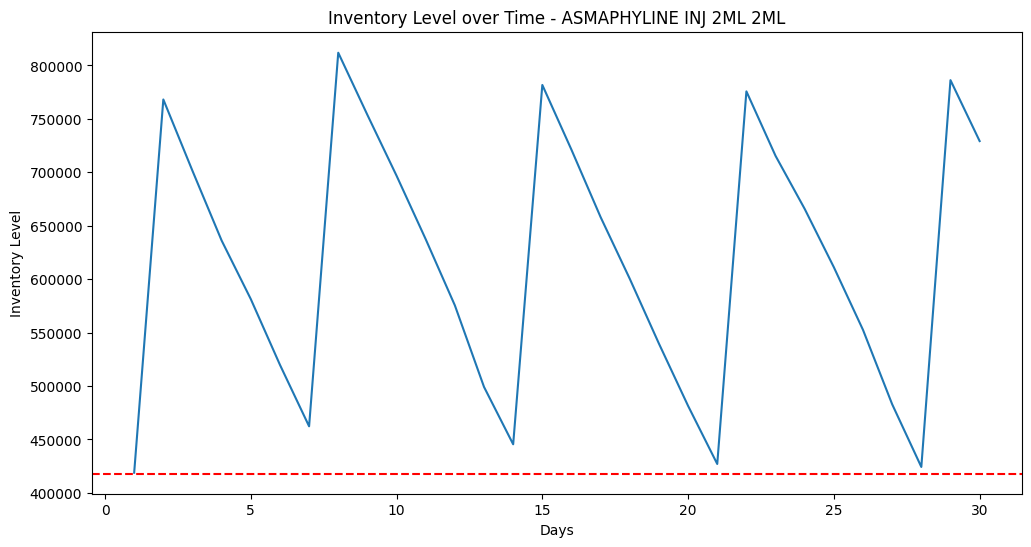 Inventory Level over Time - ASMAPHYLINE INJ 2ML 2ML
800000
750000
700000
650000
600000
550000
500000
450000
400000
Inventory Level
0 5 10 15 20 25 30
Days